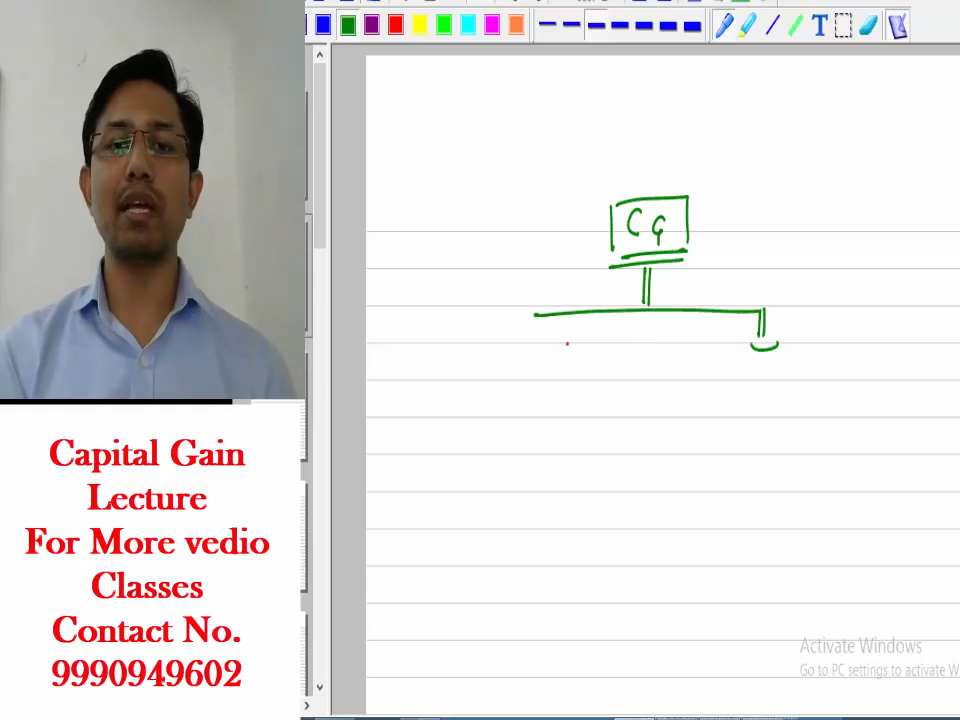 CG
Capital Gain
Lecture
For More vedio
Classes
Contact No.
9990949602
Activate Windows
Go to PC settings to activate W